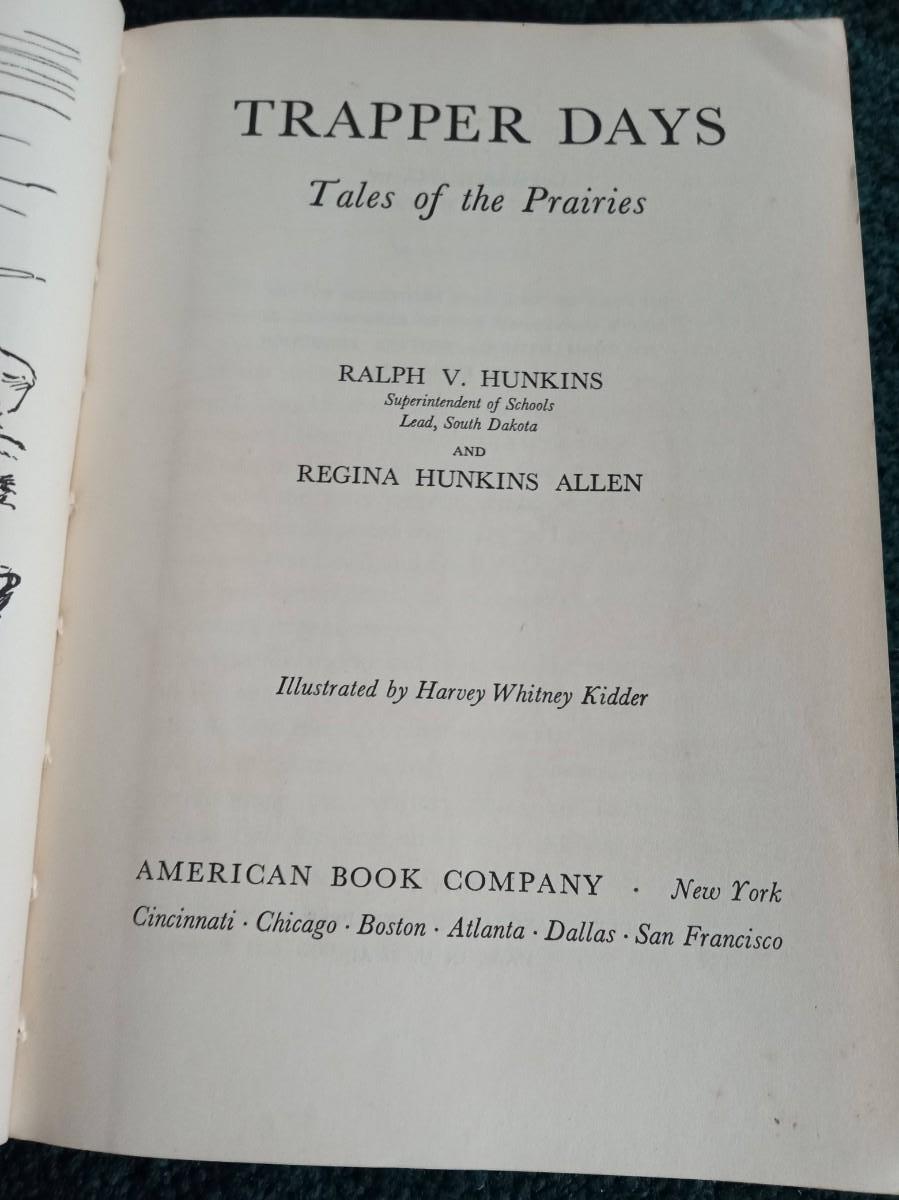 TRAPPER DAYS
Tales of the Prairies
RALPH V. HUNKINS
Superintendent of Schools
Lead, South Dakota
AND
REGINA HUNKINS ALLEN
Illustrated by Harvey Whitney Kidder
AMERICAN BOOK COMPANY · New York
Cincinnati · Chicago · Boston · Atlanta · Dallas · San Francisco